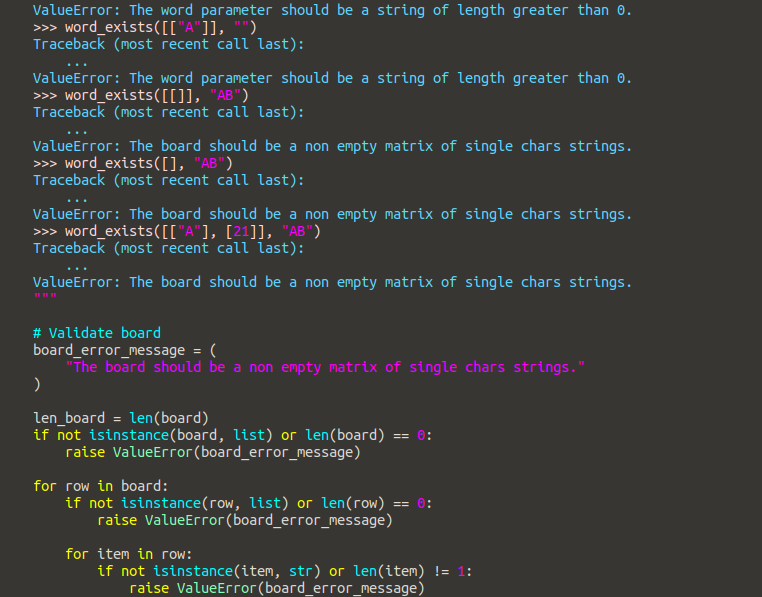 ValueError: The word parameter should be a string of length greater than 0.
>>> word_exists([["A"]], "")
Traceback (most recent call last):
    ...
ValueError: The word parameter should be a string of length greater than 0.
>>> word_exists([[]], "AB")
Traceback (most recent call last):
    ...
ValueError: The board should be a non empty matrix of single chars strings.
>>> word_exists([], "AB")
Traceback (most recent call last):
    ...
ValueError: The board should be a non empty matrix of single chars strings.
>>> word_exists([["A"], [21]], "AB")
Traceback (most recent call last):
    ...
ValueError: The board should be a non empty matrix of single chars strings.
"""

# Validate board
board_error_message = (
    "The board should be a non empty matrix of single chars strings."
)

len_board = len(board)
if not isinstance(board, list) or len(board) == 0:
    raise ValueError(board_error_message)

for row in board:
    if not isinstance(row, list) or len(row) == 0:
        raise ValueError(board_error_message)

    for item in row:
        if not isinstance(item, str) or len(item) != 1:
            raise ValueError(board_error_message)